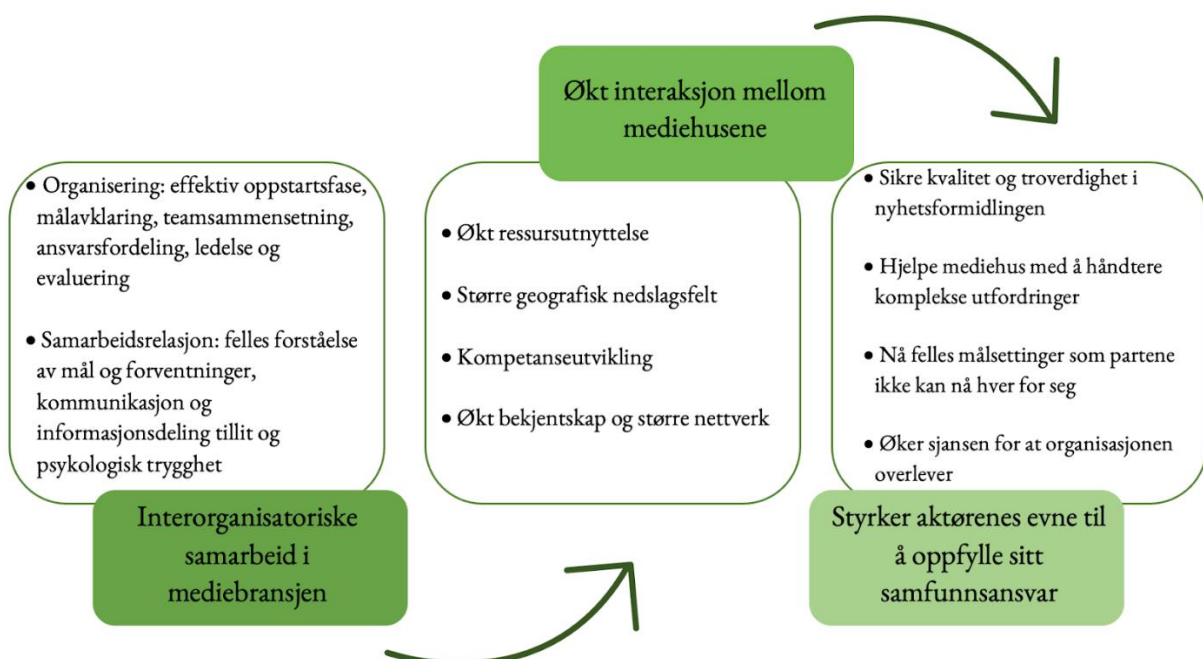 • Organisering: effektiv oppstartsfase,
målavklaring, teamsammensetning,
ansvarsfordeling, ledelse og
evaluering
• Samarbeidsrelasjon: felles forståelse
av mål og forventninger,
kommunikasjon og
informasjonsdeling tillit og
psykologisk trygghet
Interorganisatoriske
samarbeid i
mediebransjen
Økt interaksjon mellom
mediehusene
• Økt ressursutnyttelse
• Større geografisk nedslagsfelt
• Kompetanseutvikling
• Økt bekjentskap og større nettverk
• Sikre kvalitet og troverdighet i
nyhetsformidlingen
• Hjelpe mediehus med å håndtere
komplekse utfordringer
• Nå felles målsettinger som partene
ikke kan nå hver for seg
• Øker sjansen for at organisasjonen
overlever
Styrker aktørenes evne til
å oppfylle sitt
samfunnsansvar